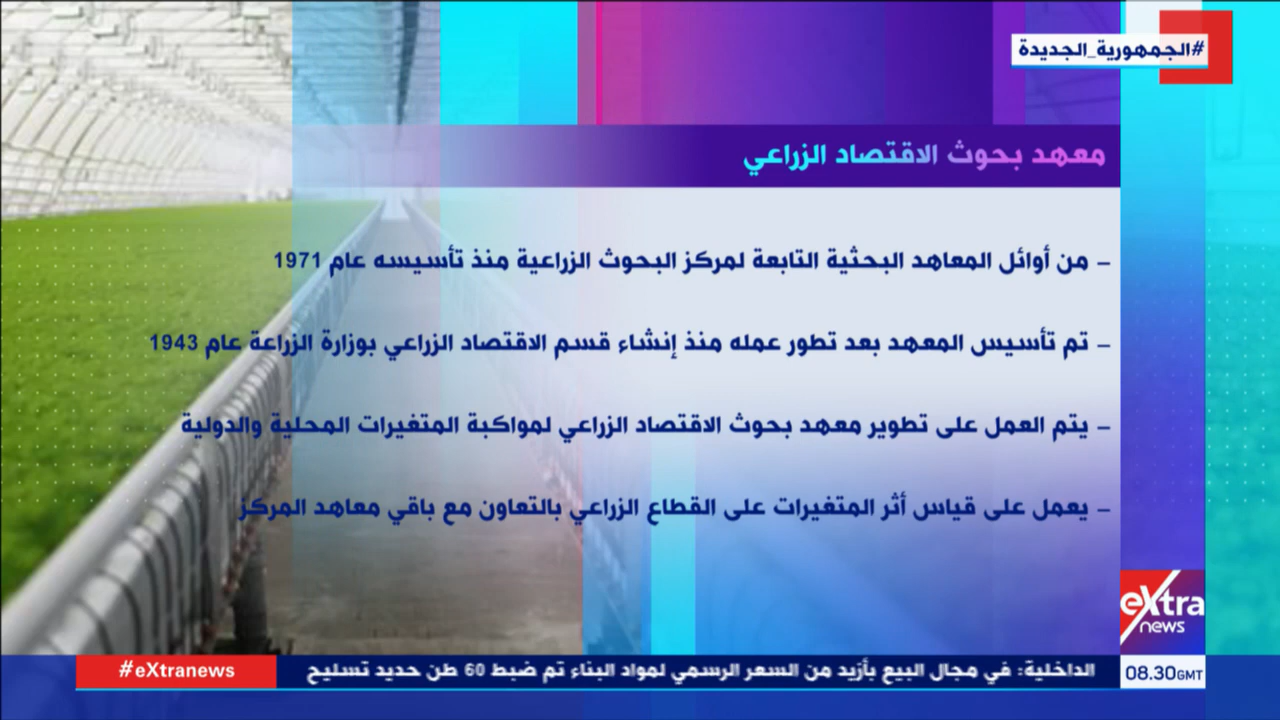 #الجمهورية_الجديدة
معهد بحوث الاقتصاد الزراعي
- من أوائل المعاهد البحثية التابعة لمركز البحوث الزراعية منذ تأسيسه عام 1971
- تم تأسيس المعهد بعد تطور عمله منذ إنشاء قسم الاقتصاد الزراعي بوزارة الزراعة عام 1943
- يتم العمل على تطوير معهد بحوث الاقتصاد الزراعي لمواكبة المتغيرات المحلية والدولية
- يعمل على قياس أثر المتغيرات على القطاع الزراعي بالتعاون مع باقي معاهد المركز
eXtra
news
08.30GMT
الداخلية: في مجال البيع بأزيد من السعر الرسمي لمواد البناء تم ضبط 60 طن حديد تسليح
#eXtranews